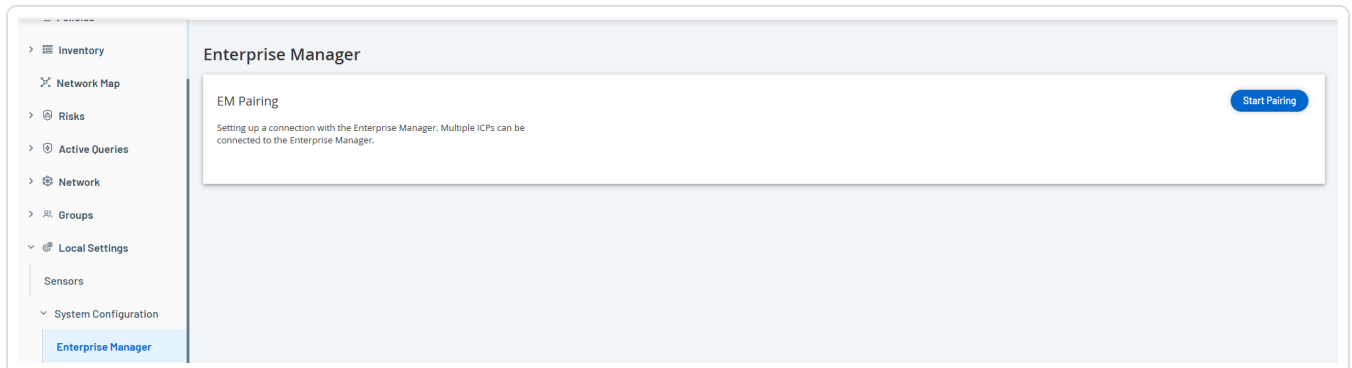 Inventory
Network Map
Risks
Active Queries
Network
Groups
Local Settings
Sensors
System Configuration
Enterprise Manager
Enterprise Manager
EM Pairing
Start Pairing
Setting up a connection with the Enterprise Manager. Multiple ICPs can be
connected to the Enterprise Manager.